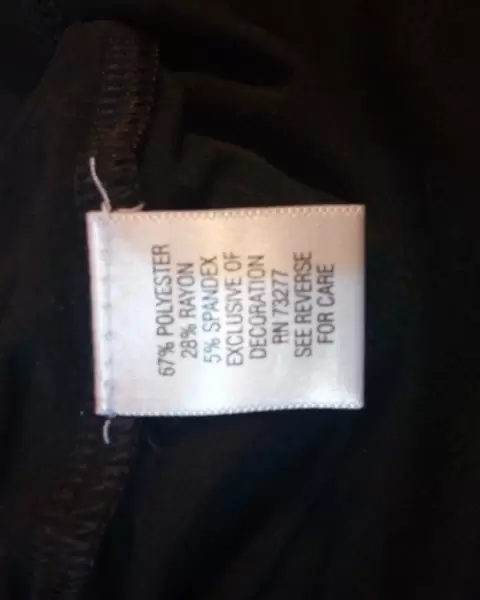 67% POLYESTER
28% RAYON
5% SPANDEX
EXCLUSIVE OF
DECORATION
RN 73277
SEE REVERSE
FOR CARE